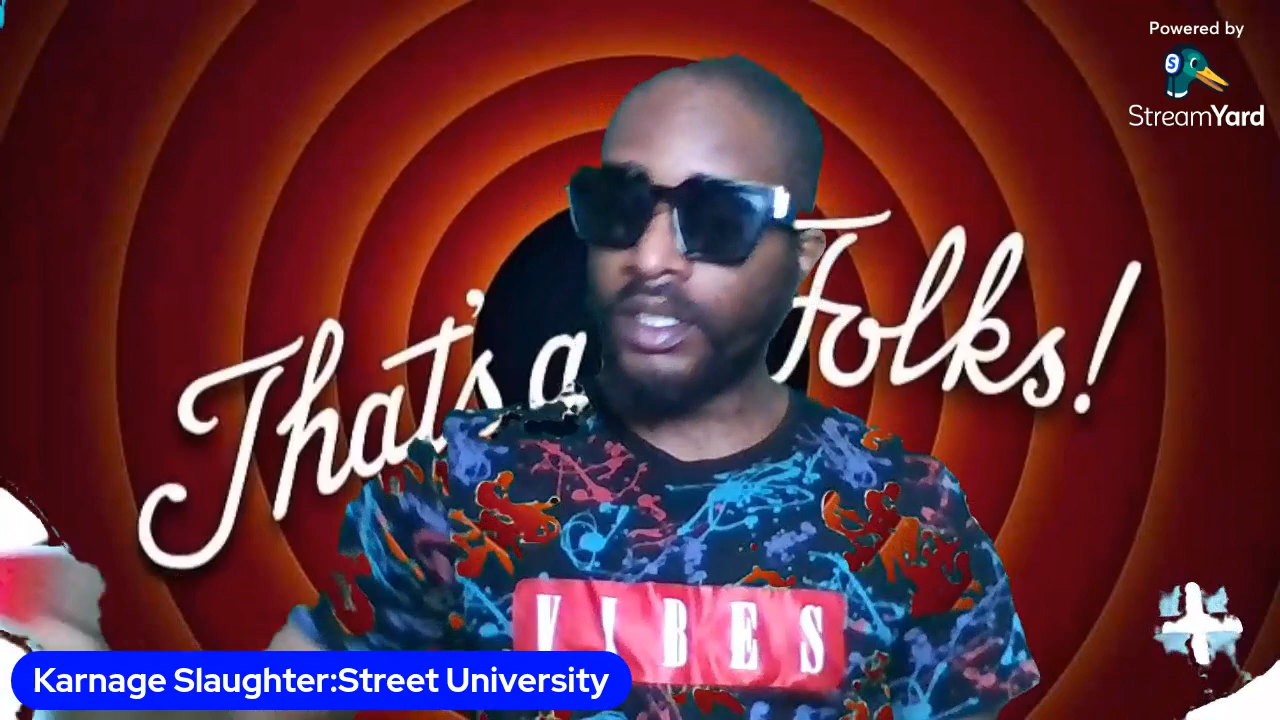 Powered by
S
StreamYard
That's a
Folks!
VIBES
Karnage Slaughter:Street University